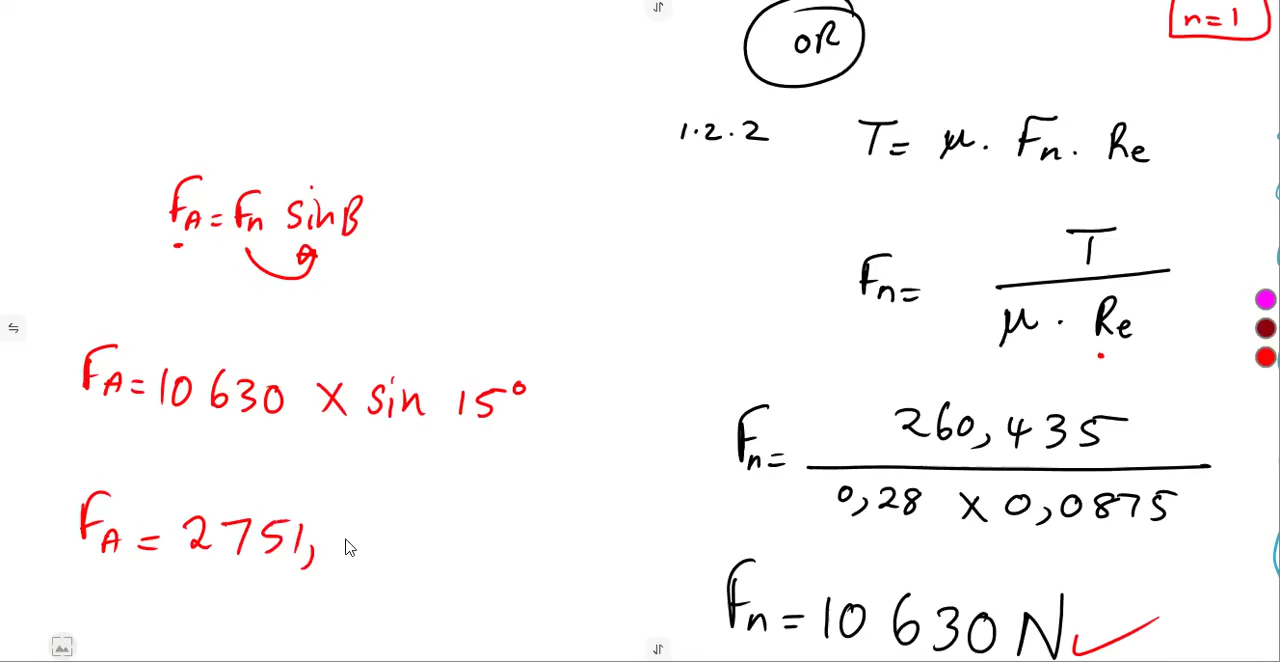 FA = Fn sin B
FA = 10 630 × sin 15°
FA = 2751,
OR
n = 1
1.2.2 T = μ . Fn . Re
Fn = T
μ . Re
Fn = 260,435
0,28 × 0,0875
Fn = 10 630 N ✓